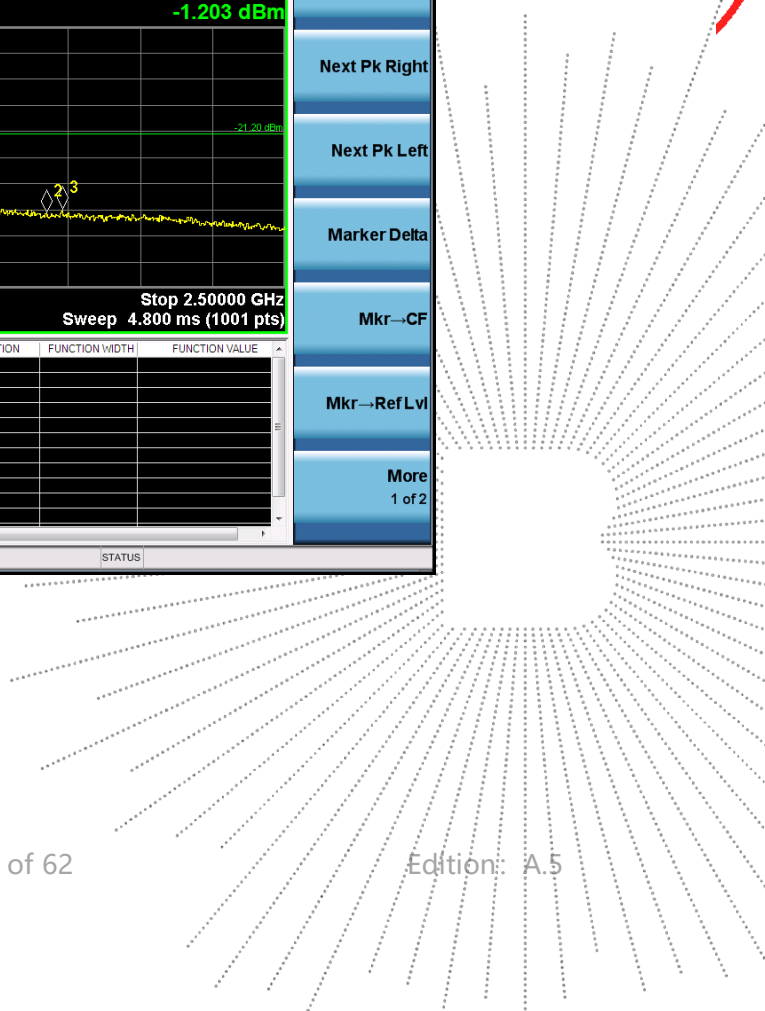 -1.203 dBm
Next Pk Right
-21.20 dBm
Next Pk Left
2 3
Marker Delta
Stop 2.50000 GHz
Sweep 4.800 ms (1001 pts)
Mkr→CF
FUNCTION WIDTH FUNCTION VALUE
Mkr→Ref Lvl
More
1 of 2
STATUS
of 62 Edition: A.5